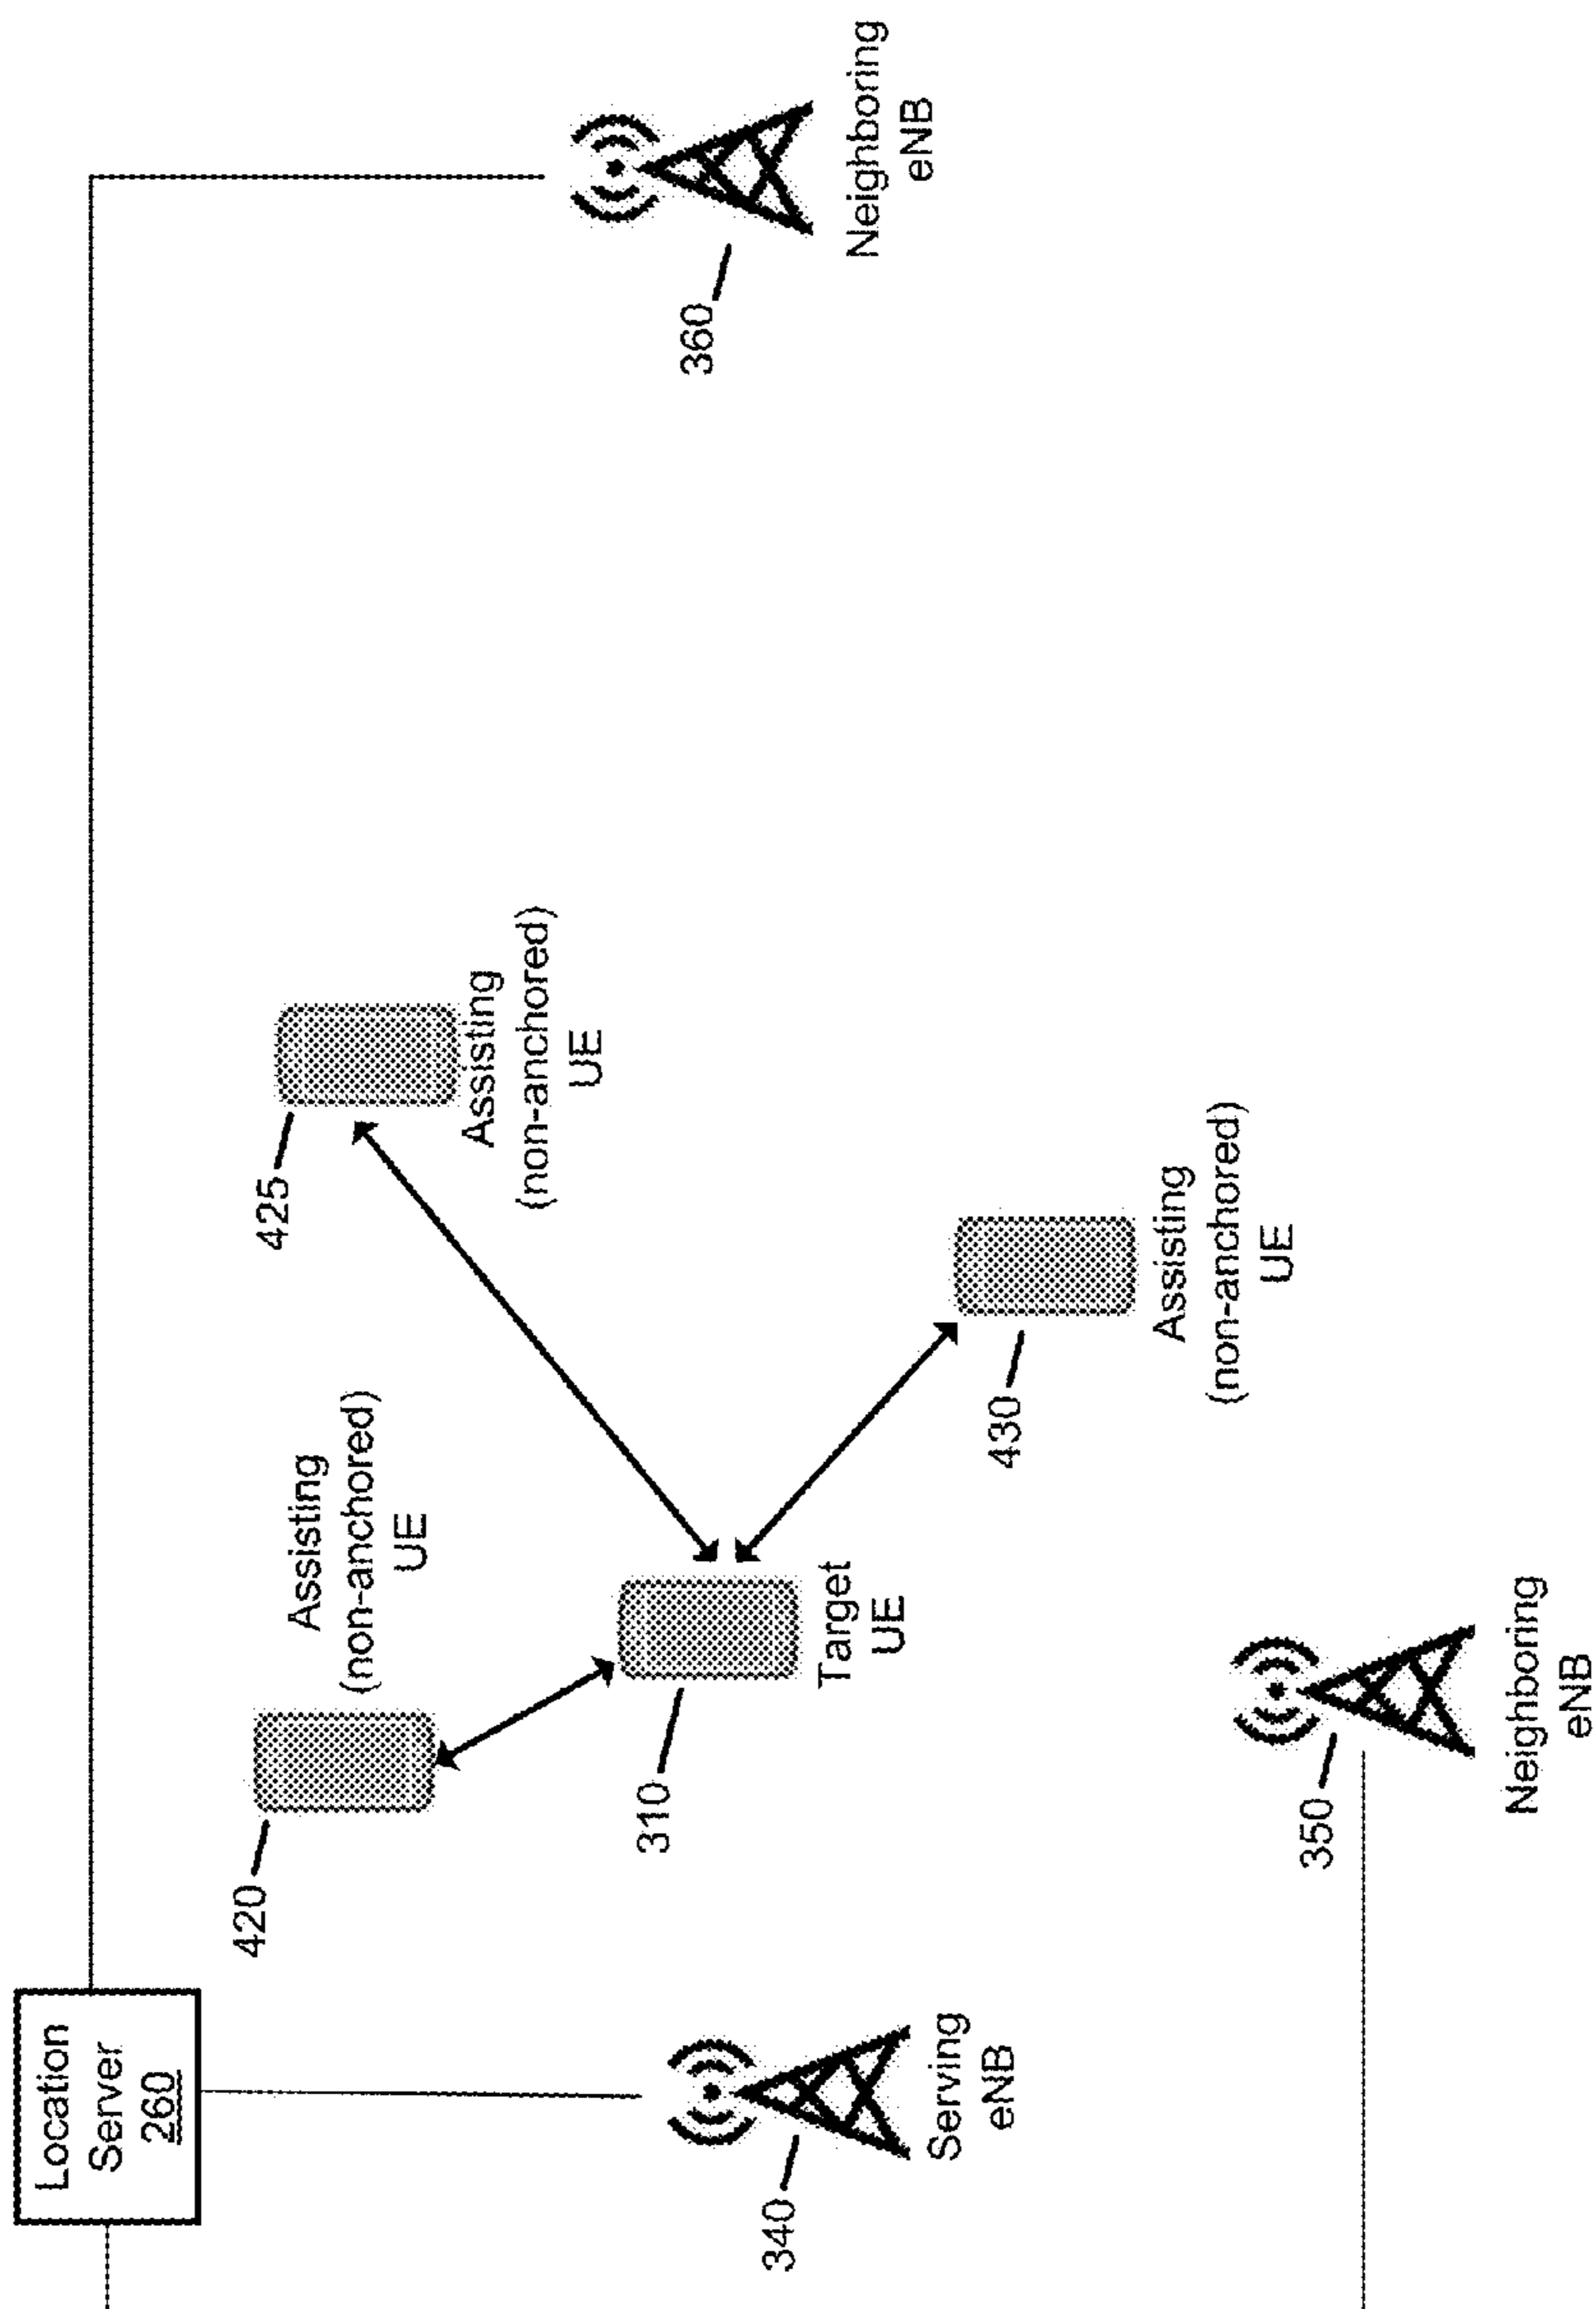 Location
Server
260
420
Assisting
(non-anchored)
UE
425
Assisting
(non-anchored)
UE
360
Neighboring
eNB
310
Target
UE
340
Serving
eNB
430
Assisting
(non-anchored)
UE
350
Neighboring
eNB